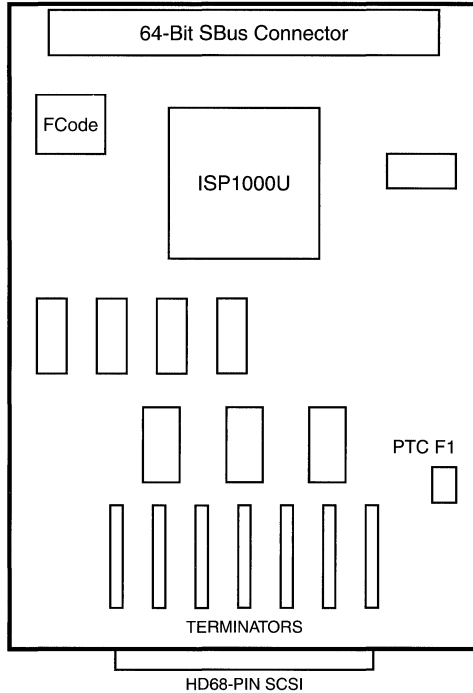 64-Bit SBus Connector
FCode
ISP1000U
PTC F1
TERMINATORS
HD68-PIN SCSI